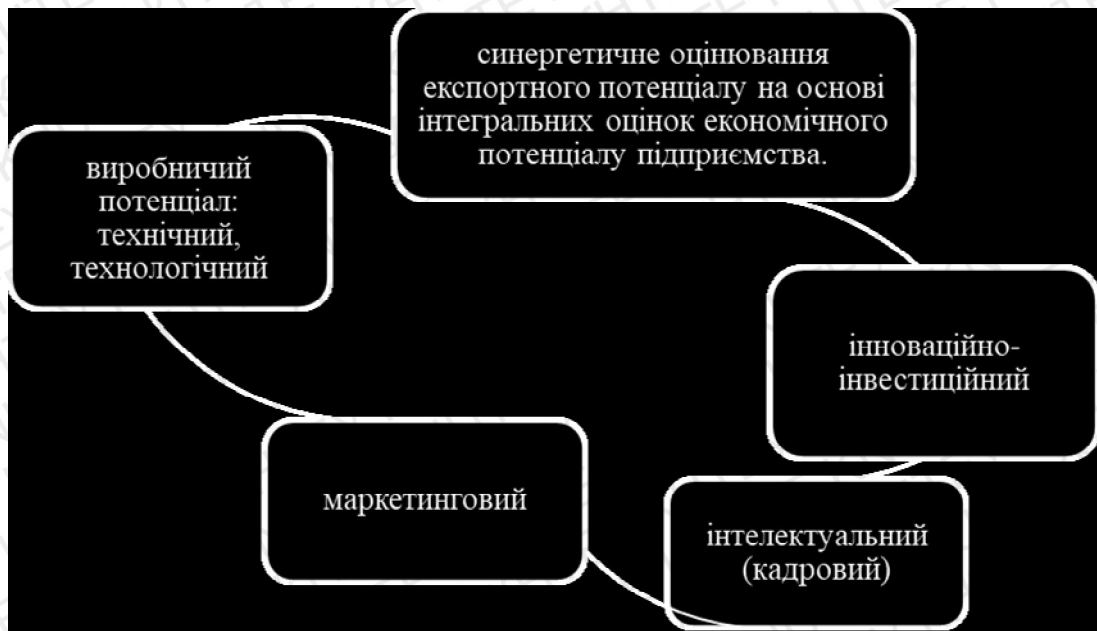 синергетичне оцінювання
експортного потенціалу на основі
інтегральних оцінок економічного
потенціалу підприємства.
виробничий
потенціал:
технічний,
технологічний
інноваційно-
інвестиційний
маркетинговий
інтелектуальний
(кадровий)